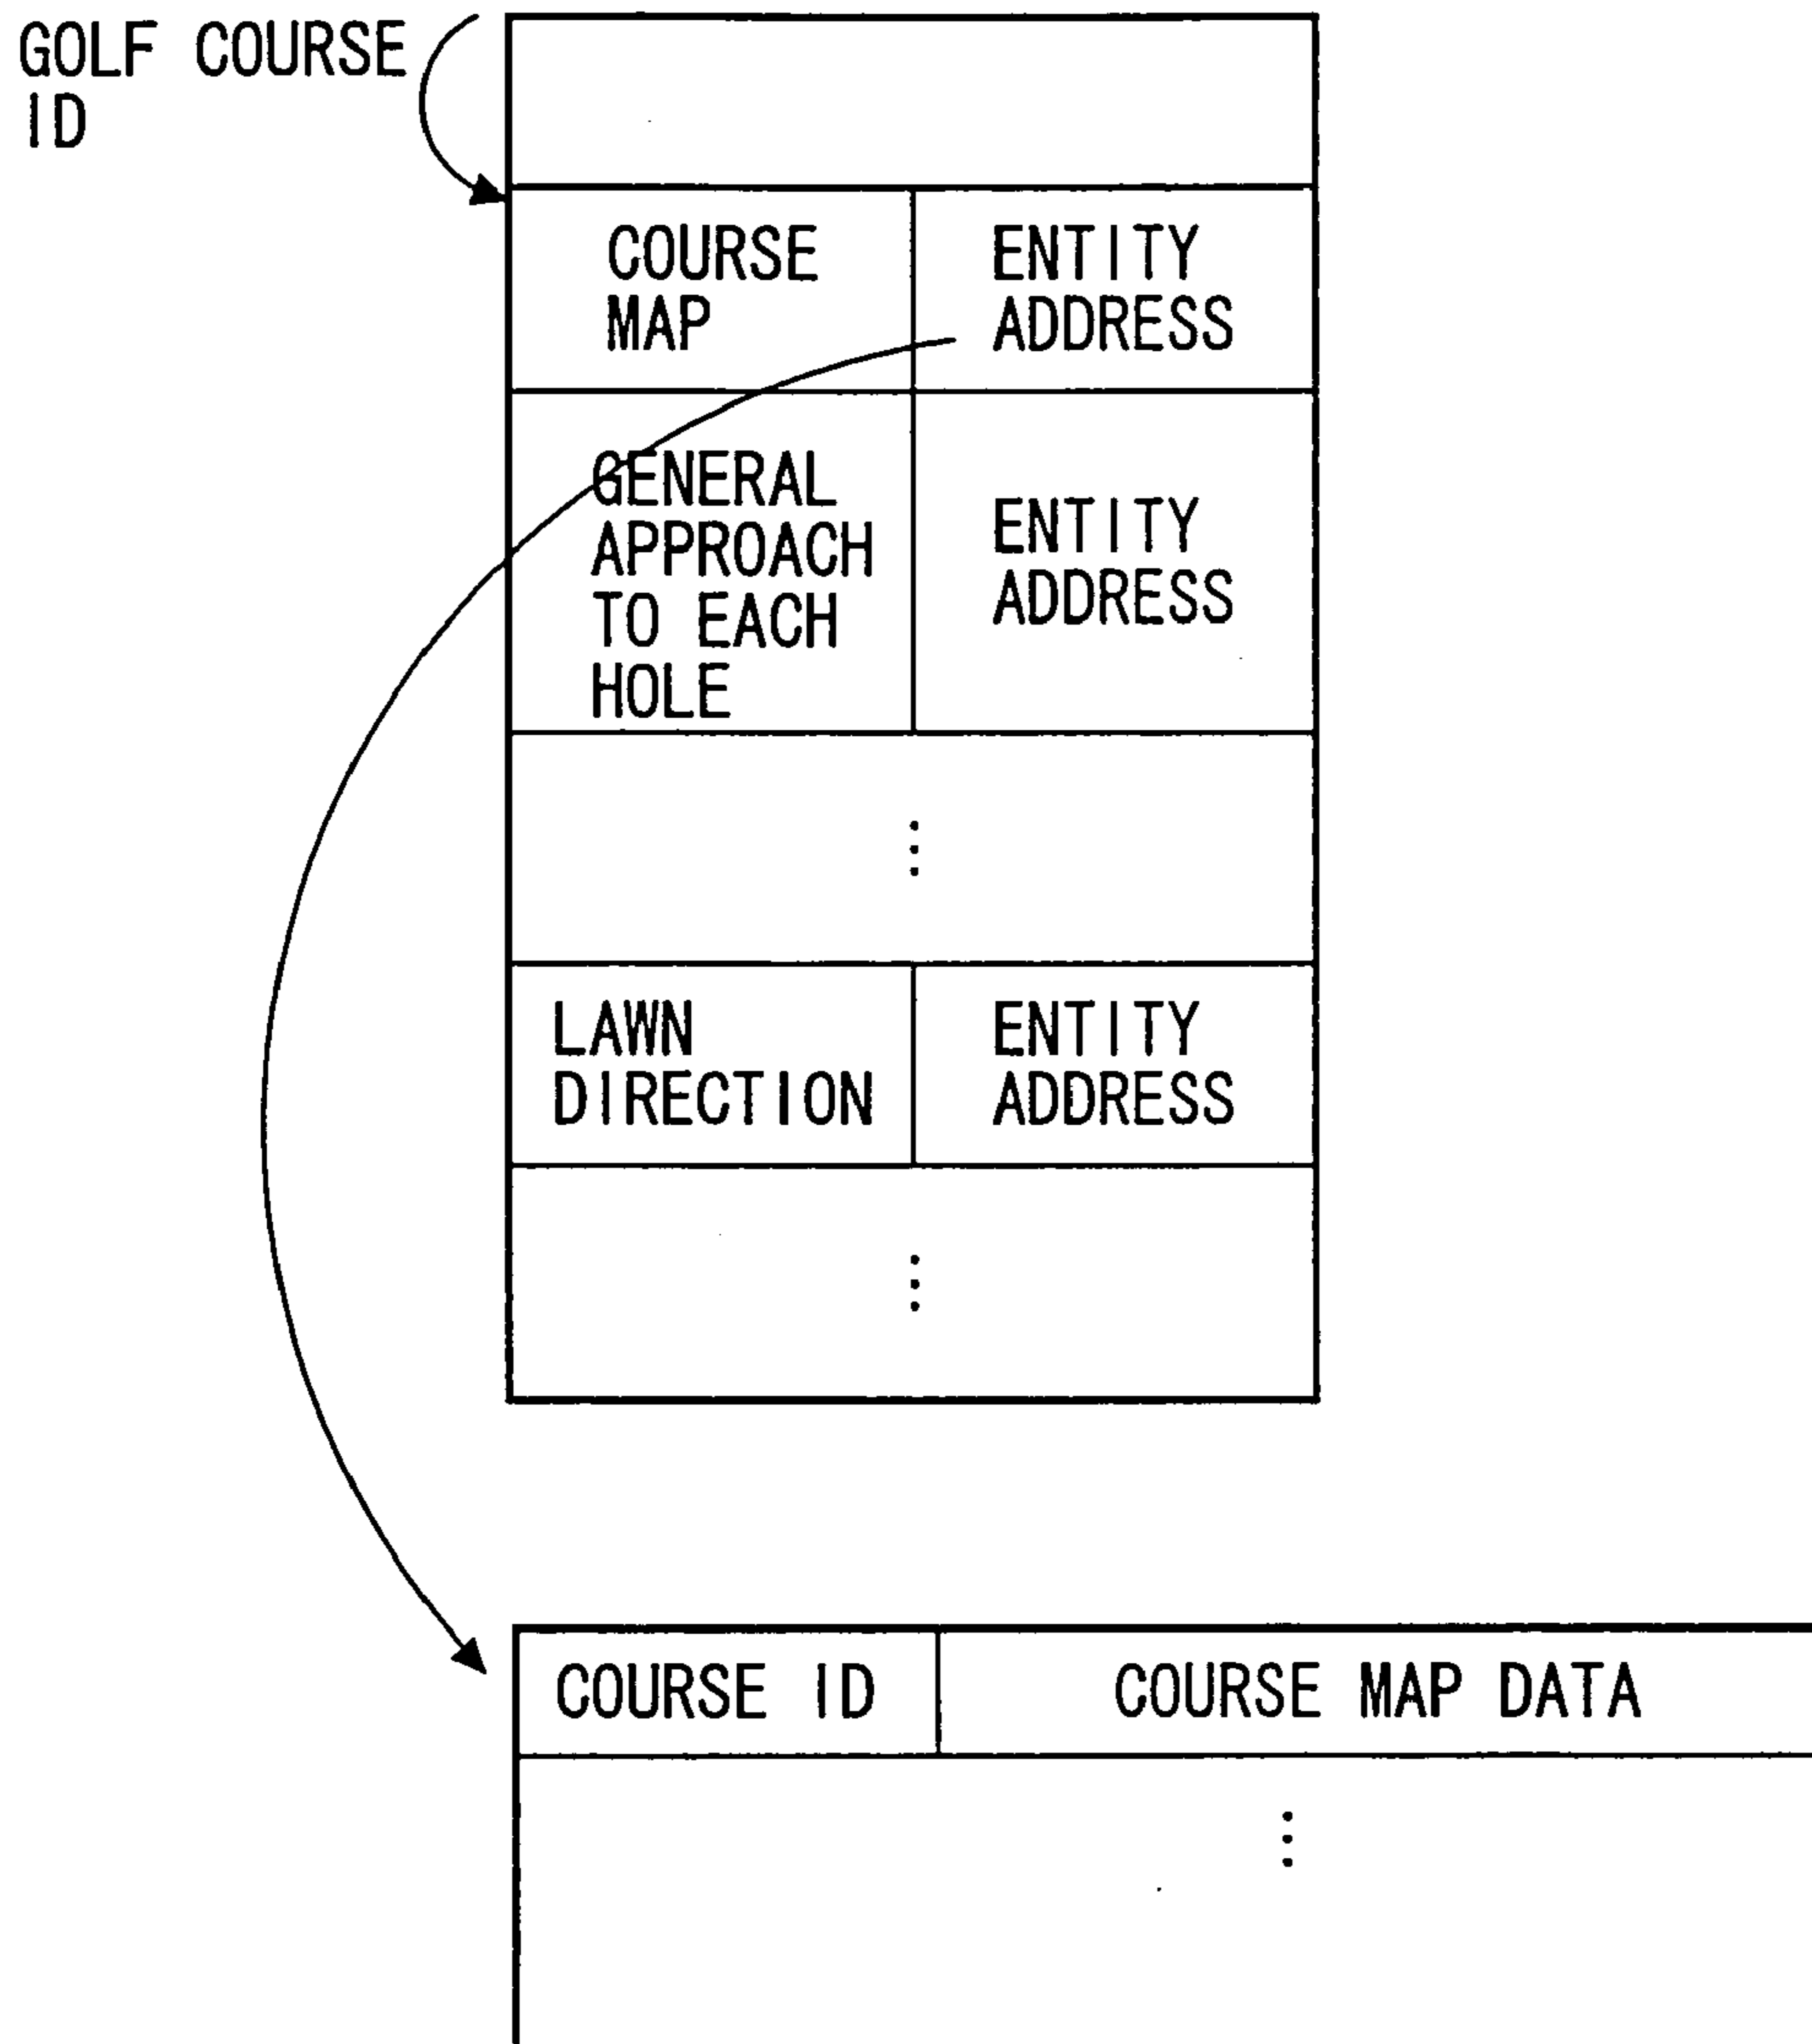 GOLF COURSE
ID
COURSE
MAP
ENTITY
ADDRESS
GENERAL
APPROACH
TO EACH
HOLE
ENTITY
ADDRESS
LAWN
DIRECTION
ENTITY
ADDRESS
COURSE ID
COURSE MAP DATA